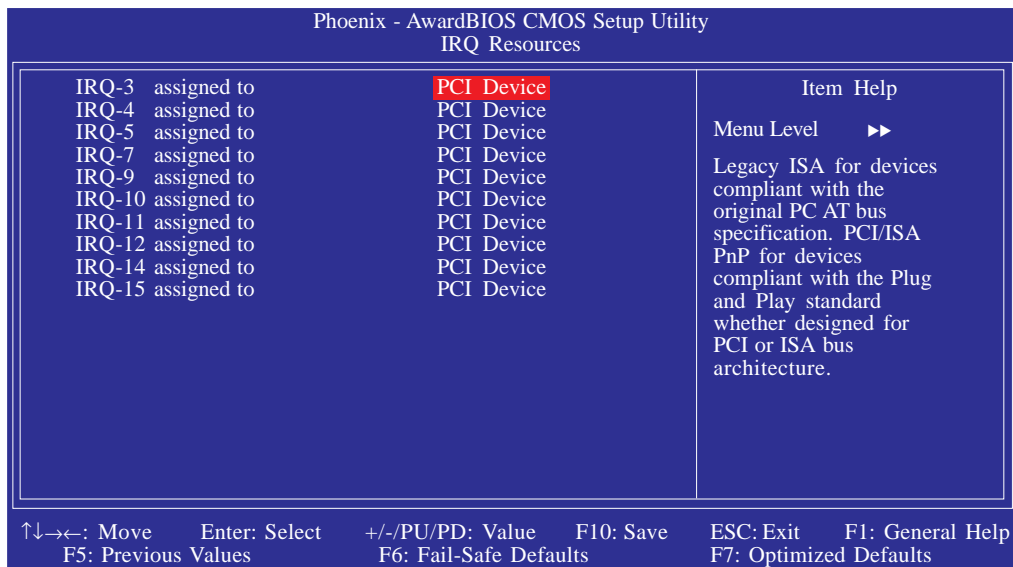 Phoenix - AwardBIOS CMOS Setup Utility
IRQ Resources
IRQ-3 assigned to PCI Device
IRQ-4 assigned to PCI Device
IRQ-5 assigned to PCI Device
IRQ-7 assigned to PCI Device
IRQ-9 assigned to PCI Device
IRQ-10 assigned to PCI Device
IRQ-11 assigned to PCI Device
IRQ-12 assigned to PCI Device
IRQ-14 assigned to PCI Device
IRQ-15 assigned to PCI Device
Item Help
Menu Level ▶▶
Legacy ISA for devices
compliant with the
original PC AT bus
specification. PCI/ISA
PnP for devices
compliant with the Plug
and Play standard
whether designed for
PCI or ISA bus
architecture.
↑↓→←: Move Enter: Select +/-/PU/PD: Value F10: Save ESC: Exit F1: General Help
F5: Previous Values F6: Fail-Safe Defaults F7: Optimized Defaults